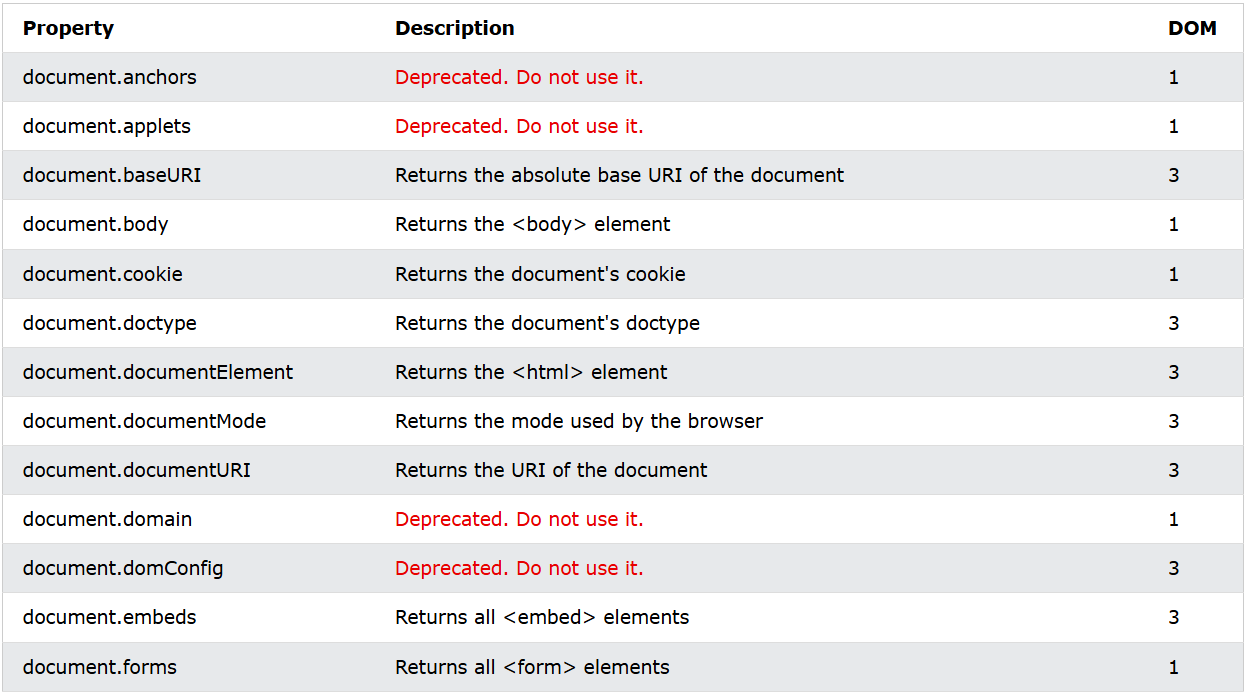 Property Description DOM
document.anchors Deprecated. Do not use it. 1
document.applets Deprecated. Do not use it. 1
document.baseURI Returns the absolute base URI of the document 3
document.body Returns the <body> element 1
document.cookie Returns the document's cookie 1
document.doctype Returns the document's doctype 3
document.documentElement Returns the <html> element 3
document.documentMode Returns the mode used by the browser 3
document.documentURI Returns the URI of the document 3
document.domain Deprecated. Do not use it. 1
document.domConfig Deprecated. Do not use it. 3
document.embeds Returns all <embed> elements 3
document.forms Returns all <form> elements 1